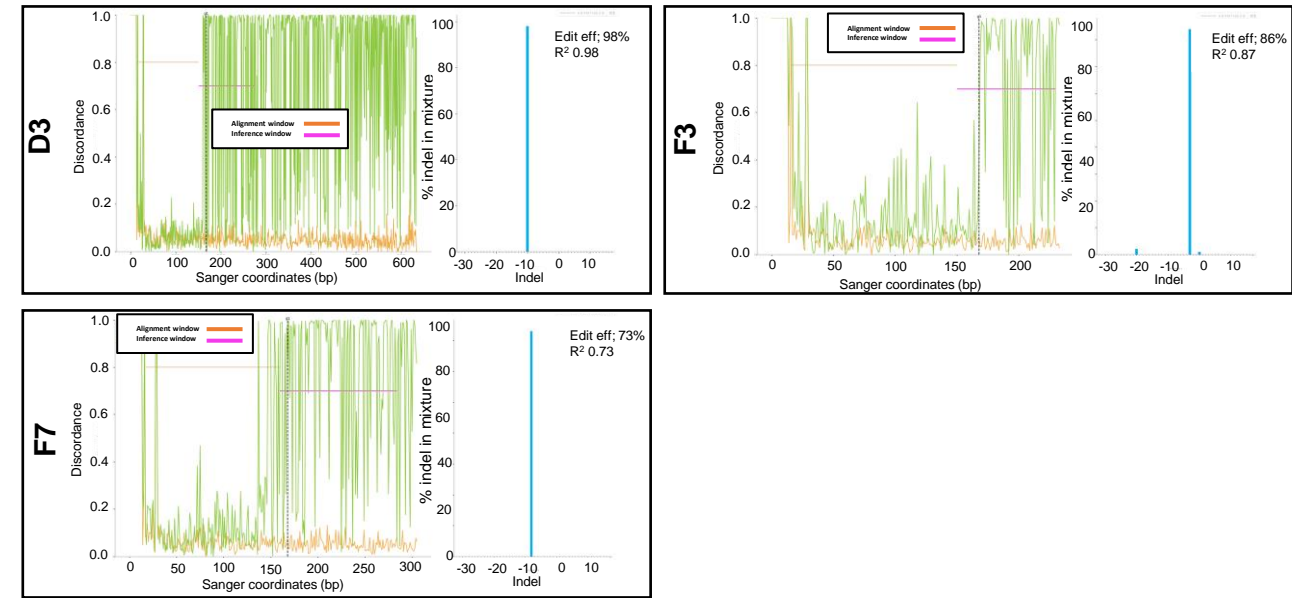 D3
Discordance
1.0
0.8
0.6
0.4
0.2
0.0
Alignment window
Inference window
0 100 200 300 400 500 600
Sanger coordinates (bp)
% indel in mixture
100
80
60
40
20
0
Edit eff; 98%
R² 0.98
-30 -20 -10 0 10
Indel
F3
Discordance
1.0
0.8
0.6
0.4
0.2
0.0
Alignment window
Inference window
0 50 100 150 200
Sanger coordinates (bp)
% indel in mixture
100
80
60
40
20
0
Edit eff; 86%
R² 0.87
-30 -20 -10 0 10
Indel
F7
Discordance
1.0
0.8
0.6
0.4
0.2
0.0
Alignment window
Inference window
0 50 100 150 200 250 300
Sanger coordinates (bp)
% indel in mixture
100
80
60
40
20
0
Edit eff; 73%
R² 0.73
-30 -20 -10 0 10
Indel